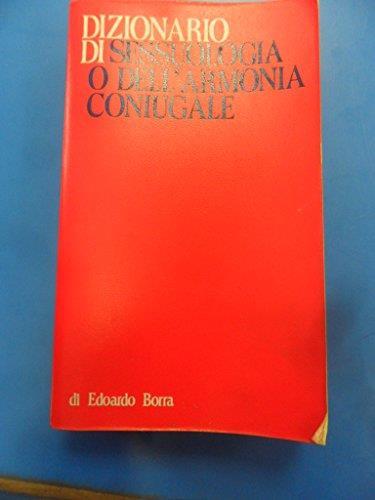 DIZIONARIO
DI SENSUOLOGIA
O DELL'ARMONIA
CONIUGALE
di Edoardo Borra